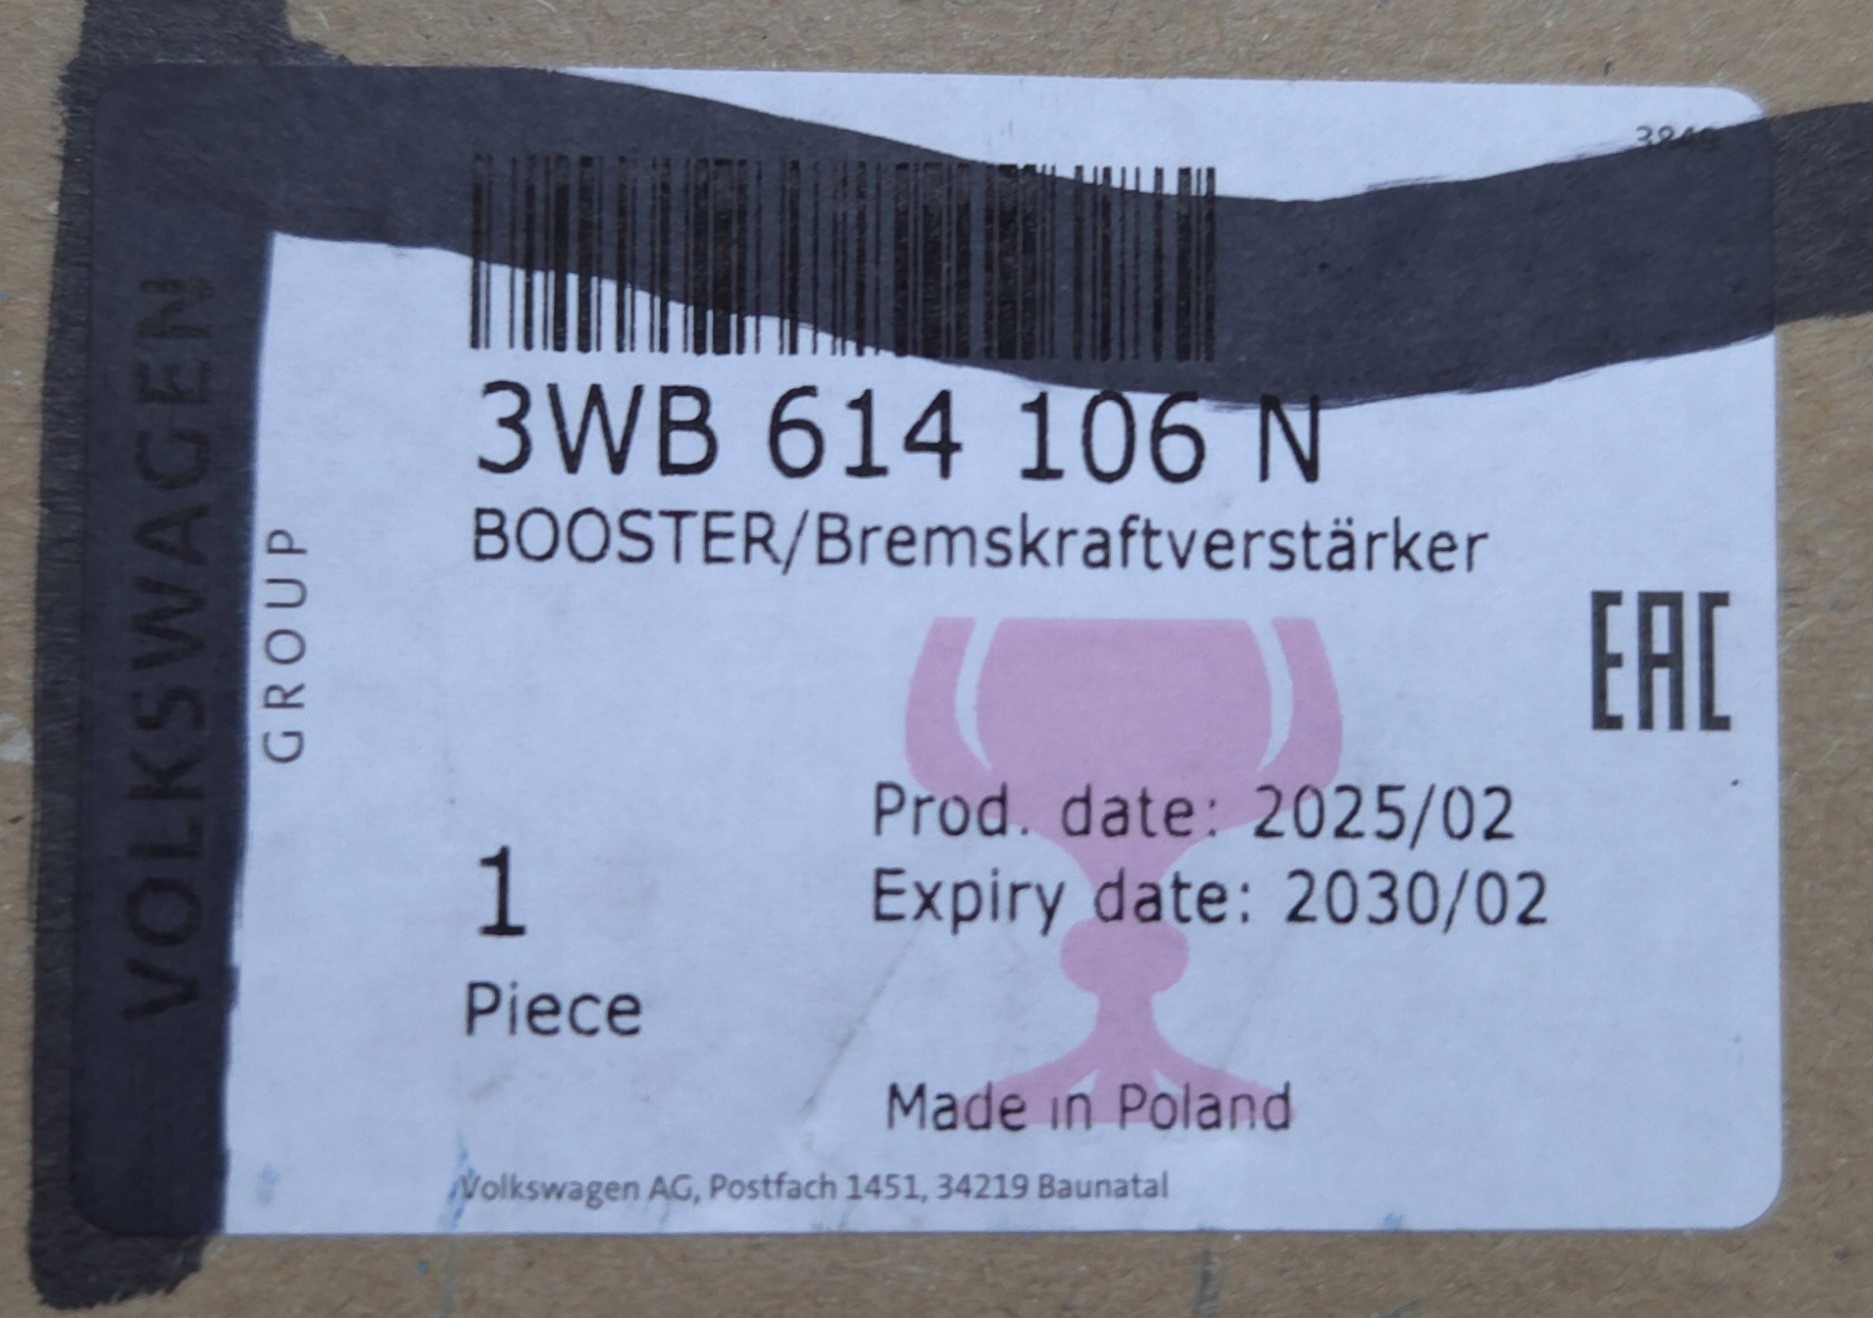 3WB 614 106 N
BOOSTER/Bremskraftverstärker
EAC
VOLKSWAGEN
GROUP
Prod. date: 2025/02
Expiry date: 2030/02
1
Piece
Made in Poland
Volkswagen AG, Postfach 1451, 34219 Baunatal